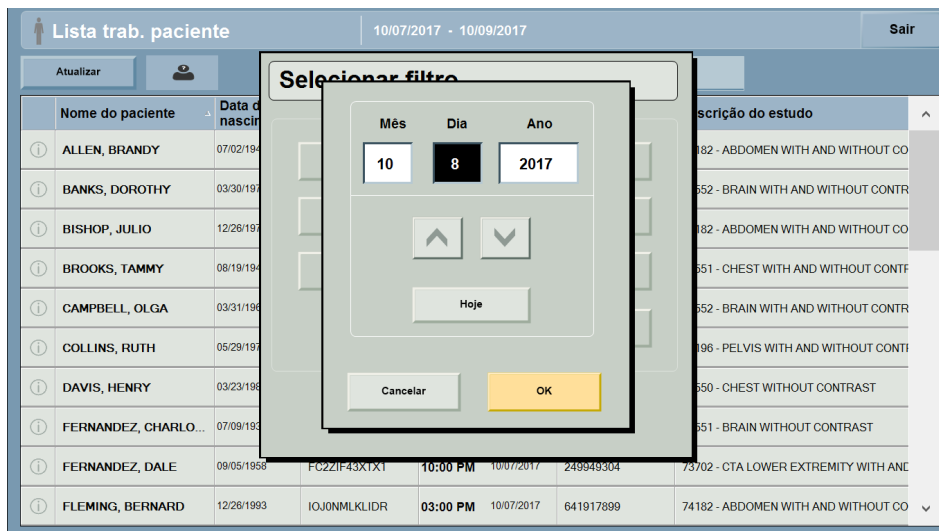 Lista trab. paciente 10/07/2017 - 10/09/2017 Sair
Atualizar
Selecionar filtro
Nome do paciente Data d scrição do estudo
nascin
Mês Dia Ano
10 8 2017
Hoje
Cancelar OK
ALLEN, BRANDY 07/02/194 182 - ABDOMEN WITH AND WITHOUT CO
BANKS, DOROTHY 03/30/197 552 - BRAIN WITH AND WITHOUT CONTR
BISHOP, JULIO 12/26/197 182 - ABDOMEN WITH AND WITHOUT CO
BROOKS, TAMMY 08/19/194 551 - CHEST WITH AND WITHOUT CONTR
CAMPBELL, OLGA 03/31/196 552 - BRAIN WITH AND WITHOUT CONTR
COLLINS, RUTH 05/29/197 196 - PELVIS WITH AND WITHOUT CONTI
DAVIS, HENRY 03/23/198 550 - CHEST WITHOUT CONTRAST
FERNANDEZ, CHARLO... 07/09/193 551 - BRAIN WITHOUT CONTRAST
FERNANDEZ, DALE 09/05/1958 FC2ZIF43X1X1 10:00 PM 10/07/2017 249949304 73702 - CTA LOWER EXTREMITY WITH AND
FLEMING, BERNARD 12/26/1993 IOJ0NMLKLIDR 03:00 PM 10/07/2017 641917899 74182 - ABDOMEN WITH AND WITHOUT CO